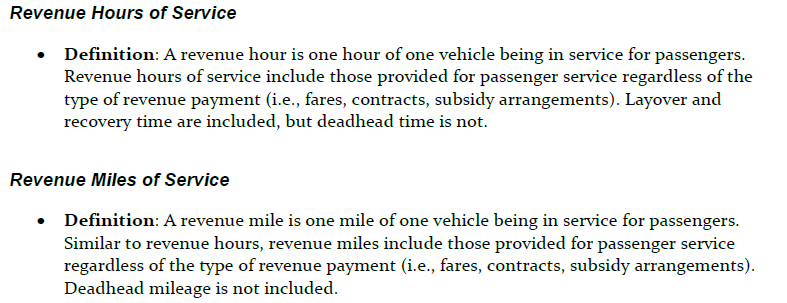 Revenue Hours of Service
• Definition: A revenue hour is one hour of one vehicle being in service for passengers.
Revenue hours of service include those provided for passenger service regardless of the
type of revenue payment (i.e., fares, contracts, subsidy arrangements). Layover and
recovery time are included, but deadhead time is not.
Revenue Miles of Service
• Definition: A revenue mile is one mile of one vehicle being in service for passengers.
Similar to revenue hours, revenue miles include those provided for passenger service
regardless of the type of revenue payment (i.e., fares, contracts, subsidy arrangements).
Deadhead mileage is not included.